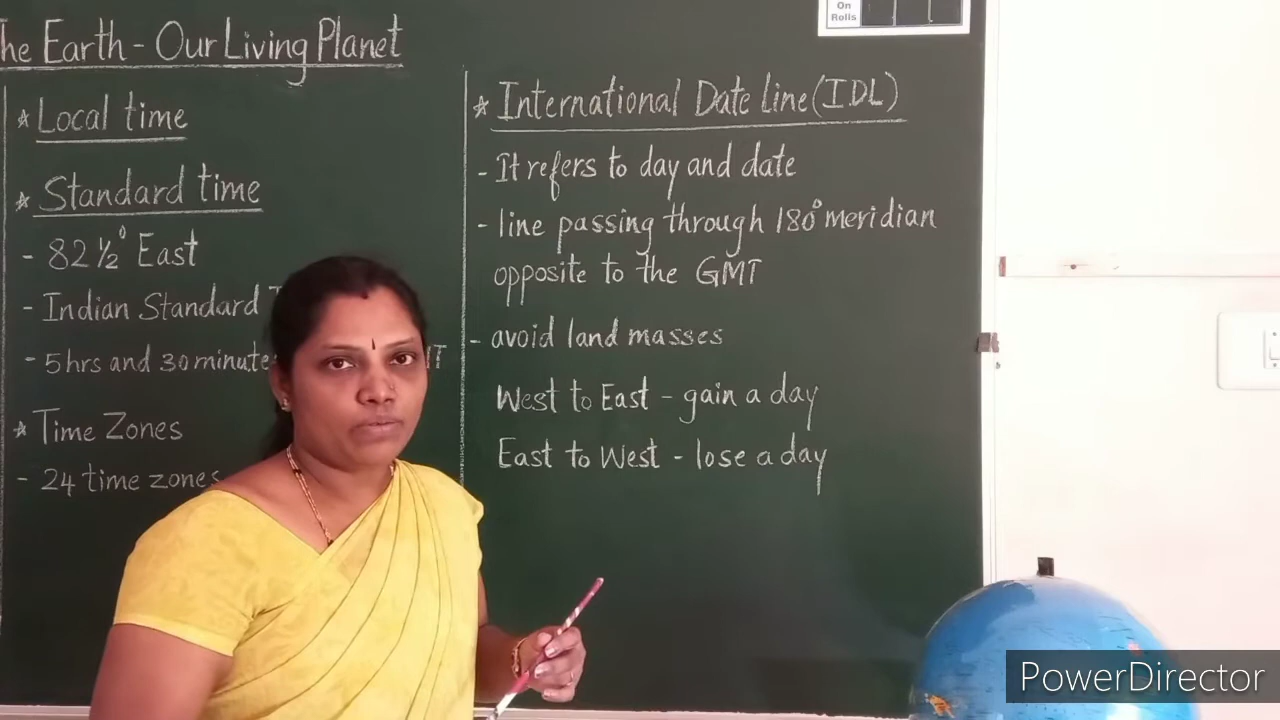 he Earth - Our Living Planet
* Local time
* Standard time
- 82 ½° East
- Indian Standard
- 5hrs and 30 minute
* Time Zones
- 24 time zones
On
Rolls
* International Date line (IDL)
- It refers to day and date
- line passing through 180° meridian
opposite to the GMT
- avoid land masses
West to East - gain a day
East to West - lose a day
PowerDirector